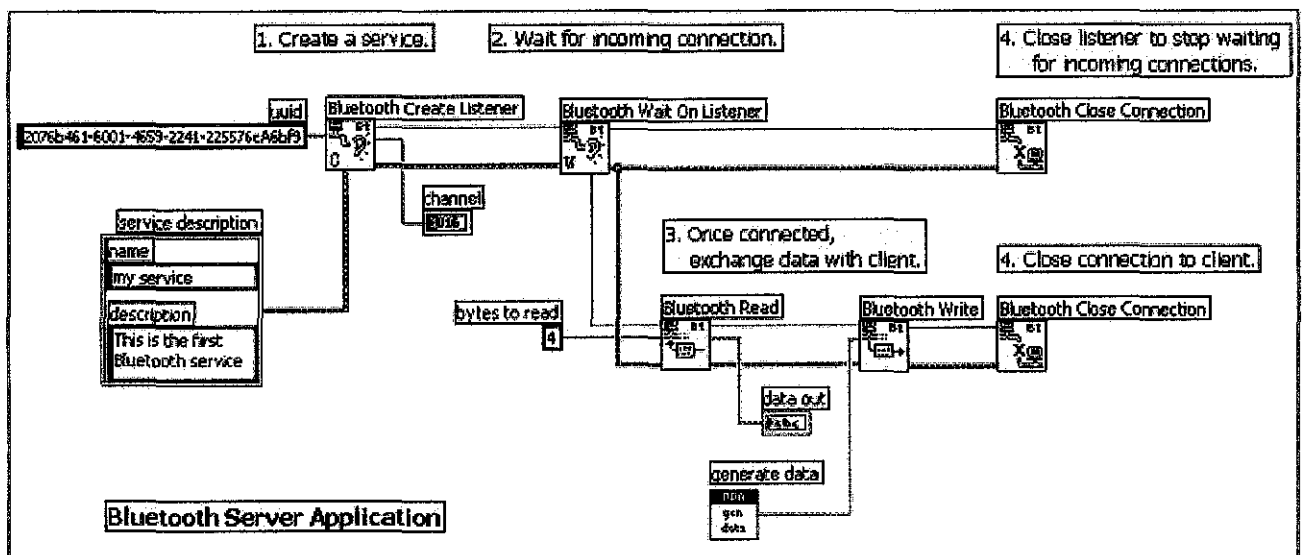 1. Create a service.
2. Wait for incoming connection.
4. Close listener to stop waiting
for incoming connections.
uuid
Bluetooth Create Listener
Bluetooth Wait On Listener
Bluetooth Close Connection
channel
U16
service description
name
my service
description
This is the first
Bluetooth service
3. Once connected,
exchange data with client.
4. Close connection to client.
bytes to read
4
Bluetooth Read
Bluetooth Write
Bluetooth Close Connection
data out
abc
generate data
gen
data
Bluetooth Server Application